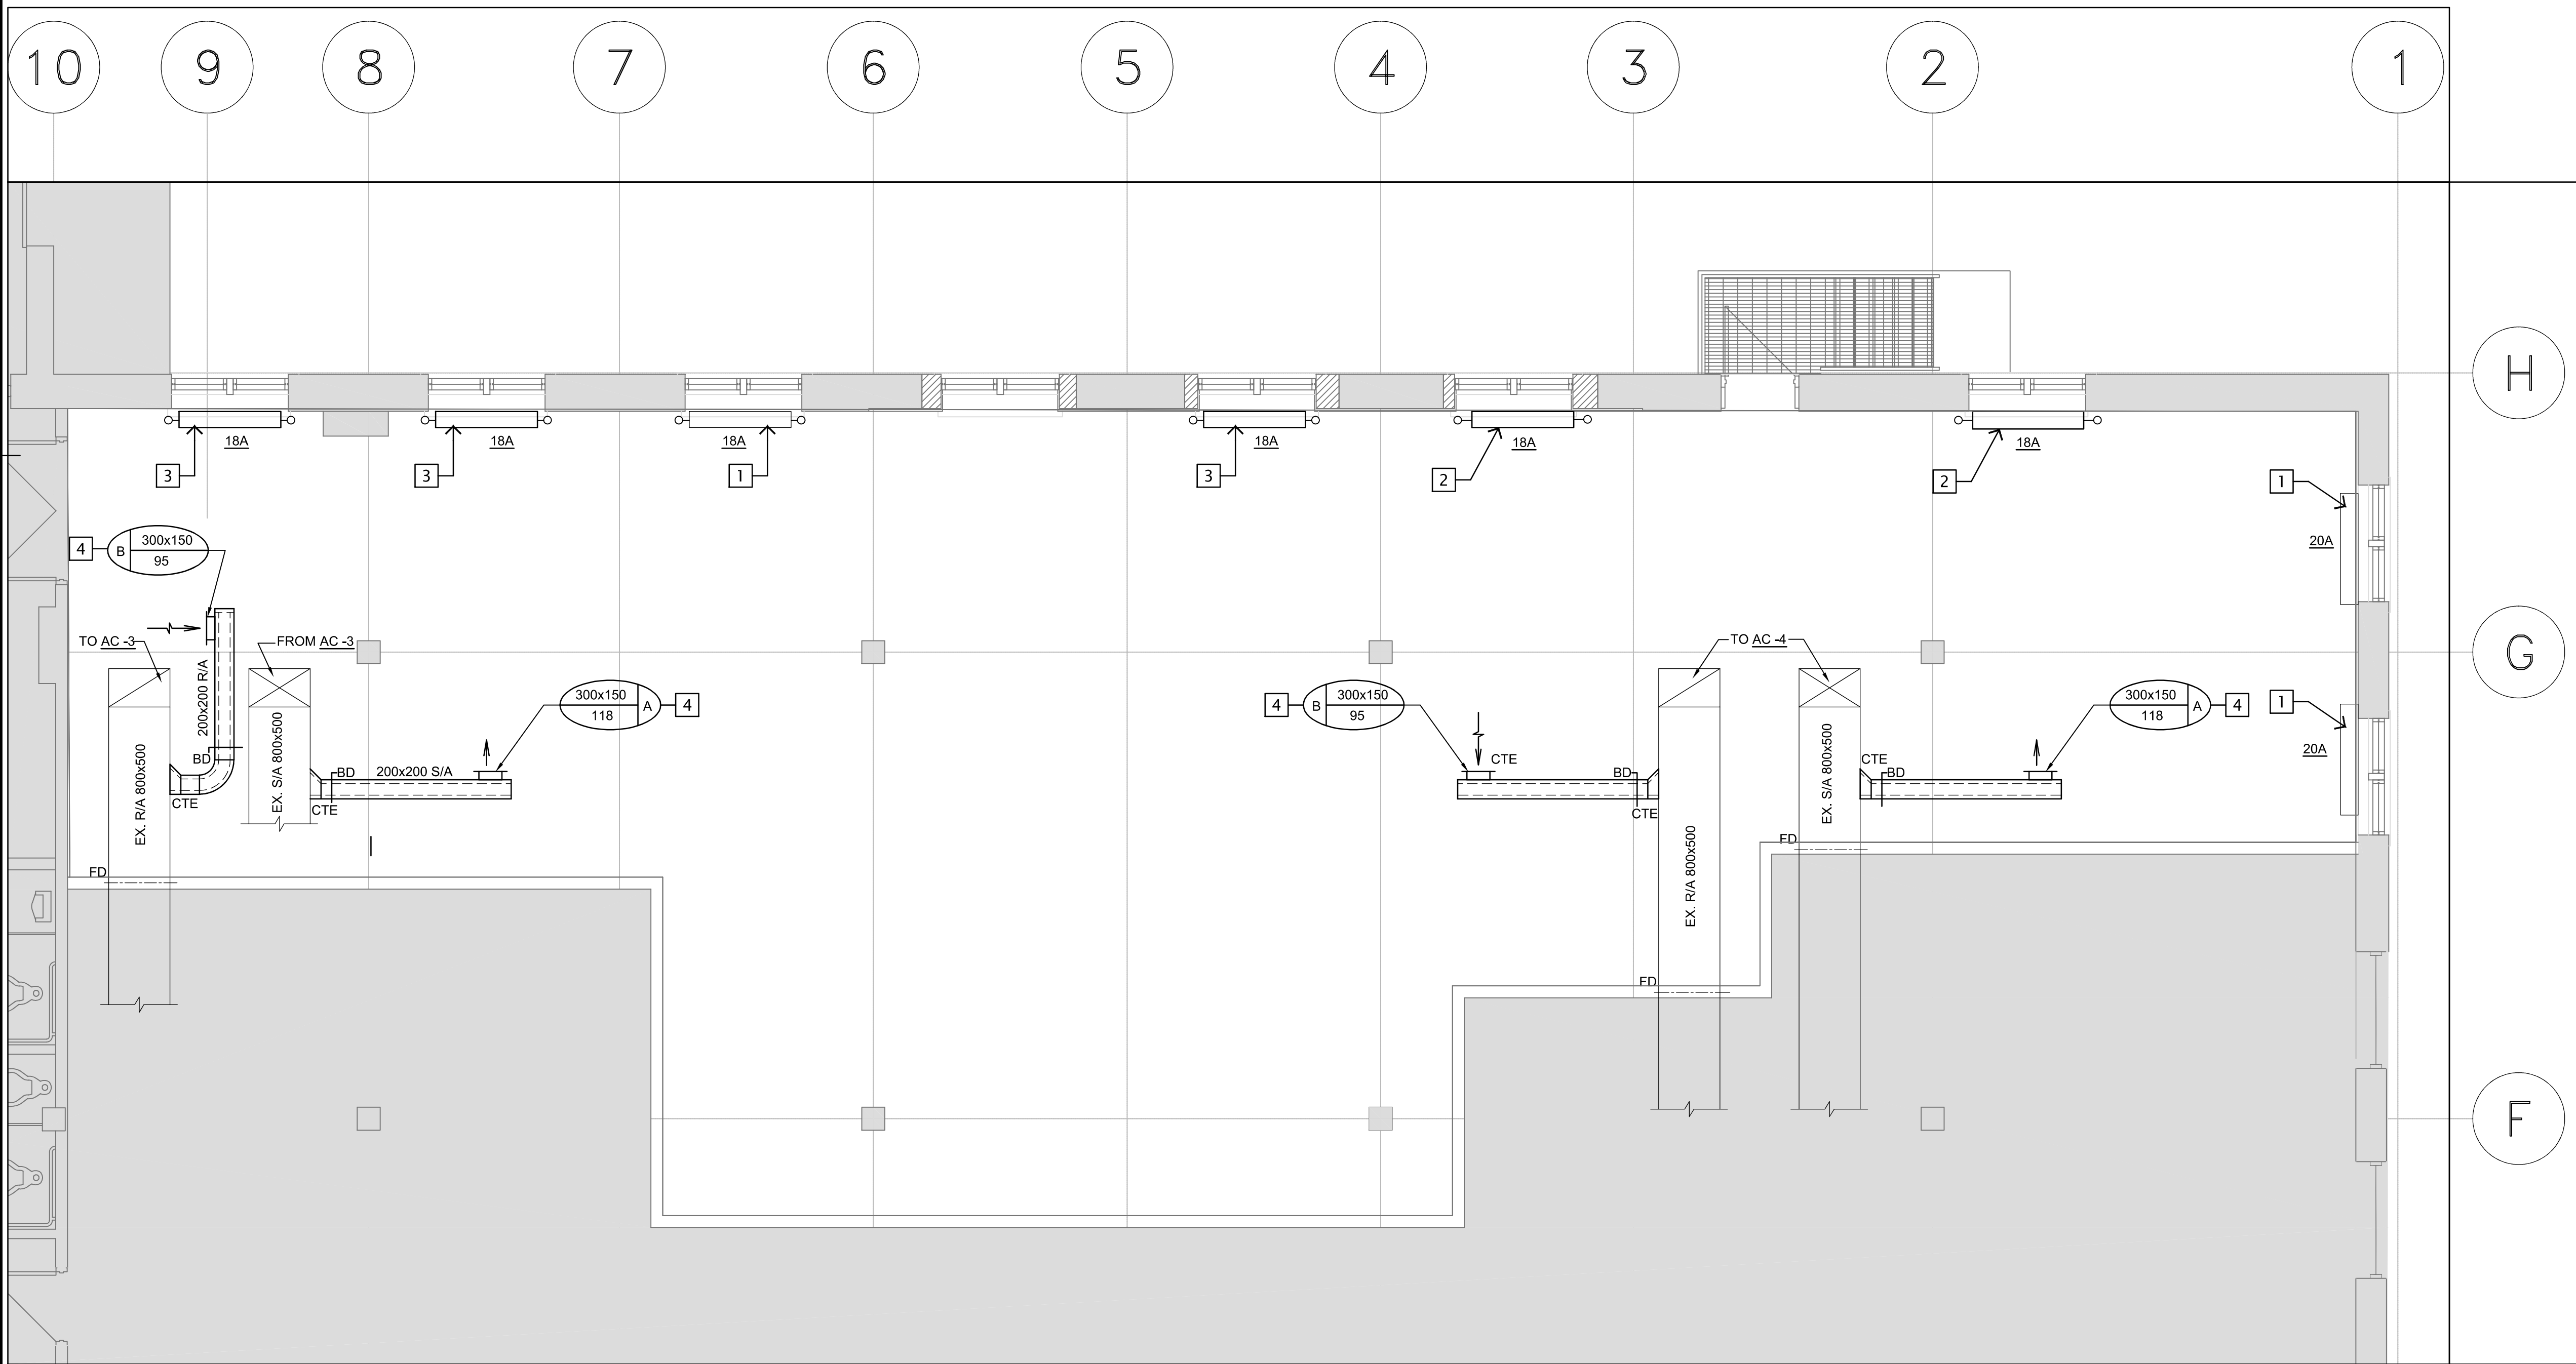 10 9 8 7 6 5 4 3 2 1
H
18A 18A 18A 18A 18A 18A
3 3 1 3 2 2 1
20A
4 B 300x150
95
TO AC -3
FROM AC -3
TO AC -4
G
200x200 R/A
300x150 A 4
118
4 B 300x150
95
300x150 A 4
118
1
20A
EX. R/A 800x500
BD
CTE
EX. S/A 800x500
BD 200x200 S/A
CTE
CTE
BD
CTE
EX. R/A 800x500
EX. S/A 800x500
CTE
BD
FD
FD
FD
F